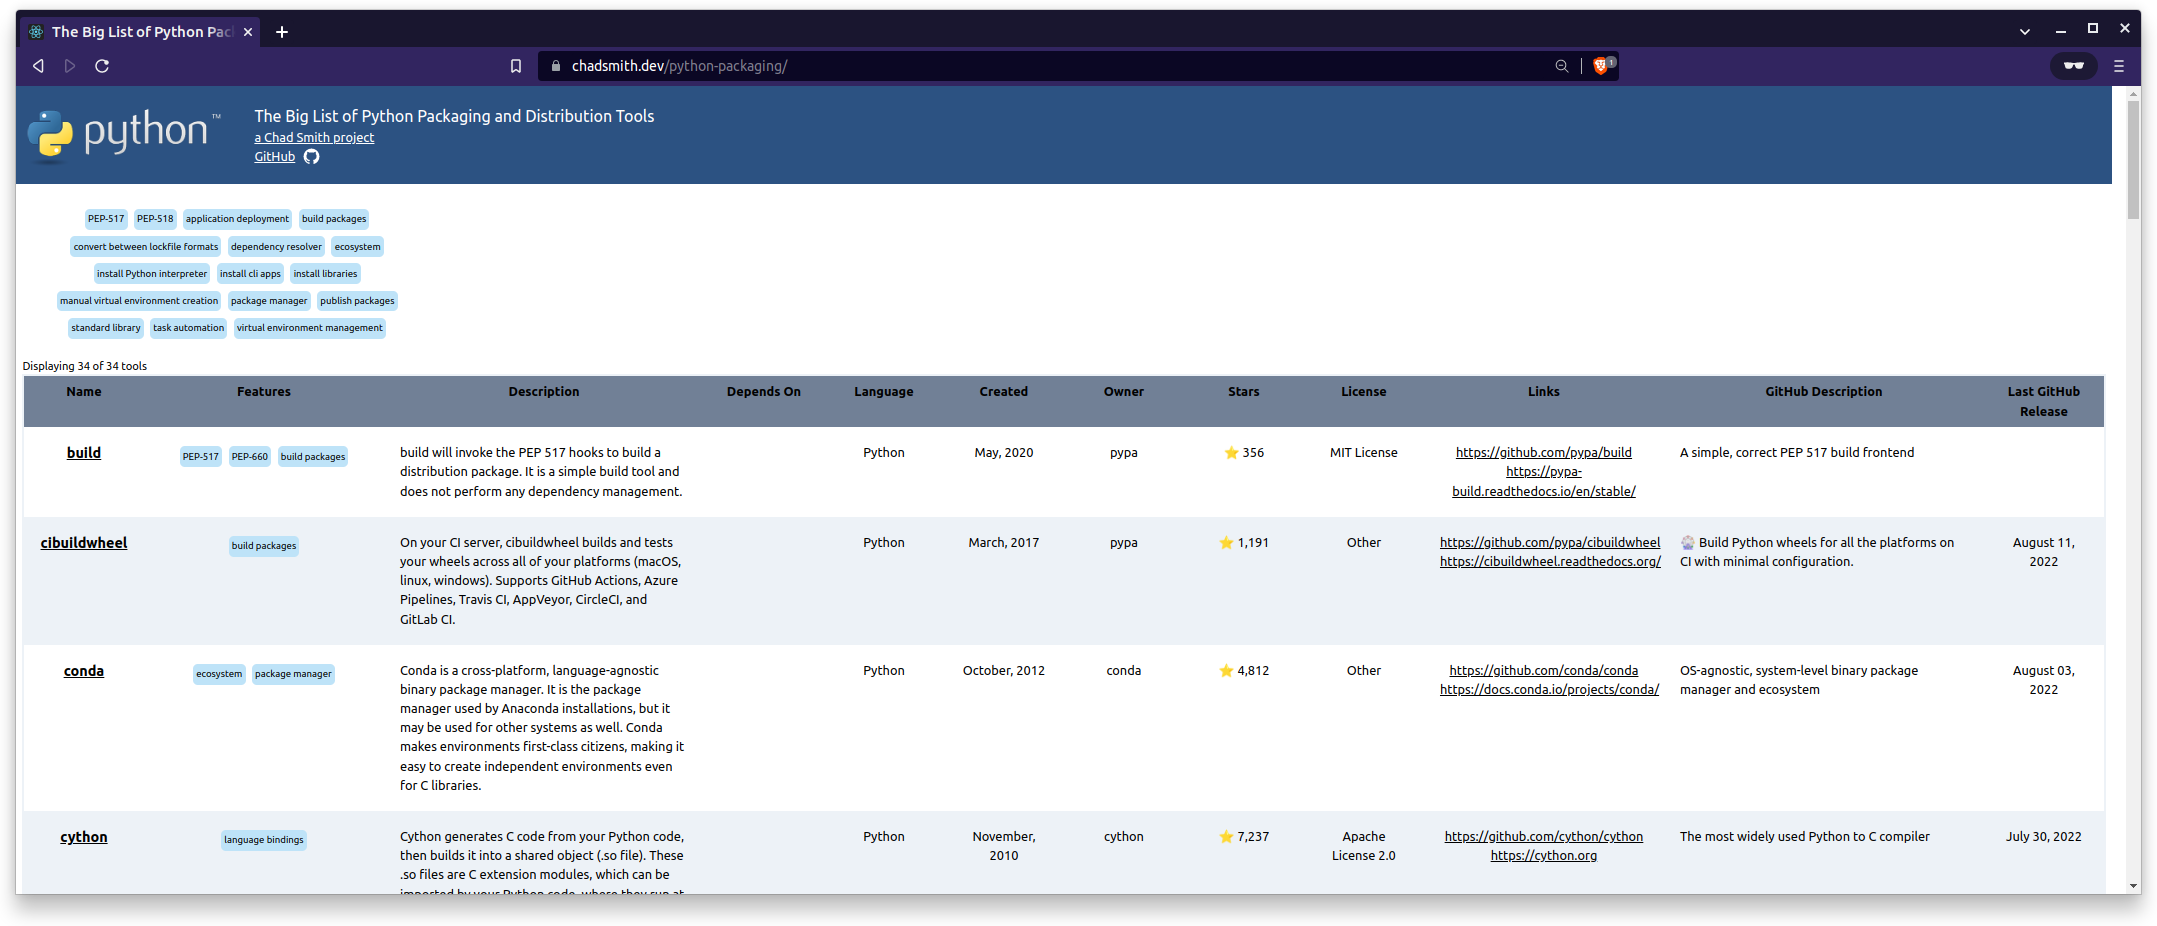 The Big List of Python Pac
chadsmith.dev/python-packaging/
1
python™
The Big List of Python Packaging and Distribution Tools
a Chad Smith project
GitHub
PEP-517 PEP-518 application deployment build packages
convert between lockfile formats dependency resolver ecosystem
install Python interpreter install cli apps install libraries
manual virtual environment creation package manager publish packages
standard library task automation virtual environment management
Displaying 34 of 34 tools
Name Features Description Depends On Language Created Owner Stars License Links GitHub Description Last GitHub
Release
build PEP-517 PEP-660 build packages build will invoke the PEP 517 hooks to build a Python May, 2020 pypa ⭐ 356 MIT License https://github.com/pypa/build A simple, correct PEP 517 build frontend
distribution package. It is a simple build tool and https://pypa-
does not perform any dependency management. build.readthedocs.io/en/stable/
cibuildwheel build packages On your CI server, cibuildwheel builds and tests Python March, 2017 pypa ⭐ 1,191 Other https://github.com/pypa/cibuildwheel 🎡 Build Python wheels for all the platforms on August 11,
your wheels across all of your platforms (macOS, https://cibuildwheel.readthedocs.org/ CI with minimal configuration. 2022
linux, windows). Supports GitHub Actions, Azure
Pipelines, Travis CI, AppVeyor, CircleCI, and
GitLab CI.
conda ecosystem package manager Conda is a cross-platform, language-agnostic Python October, 2012 conda ⭐ 4,812 Other https://github.com/conda/conda OS-agnostic, system-level binary package August 03,
binary package manager. It is the package https://docs.conda.io/projects/conda/ manager and ecosystem 2022
manager used by Anaconda installations, but it
may be used for other systems as well. Conda
makes environments first-class citizens, making it
easy to create independent environments even
for C libraries.
cython language bindings Cython generates C code from your Python code, Python November, cython ⭐ 7,237 Apache https://github.com/cython/cython The most widely used Python to C compiler July 30, 2022
then builds it into a shared object (.so file). These 2010 License 2.0 https://cython.org
.so files are C extension modules, which can be
imported by your Python code, where they run at